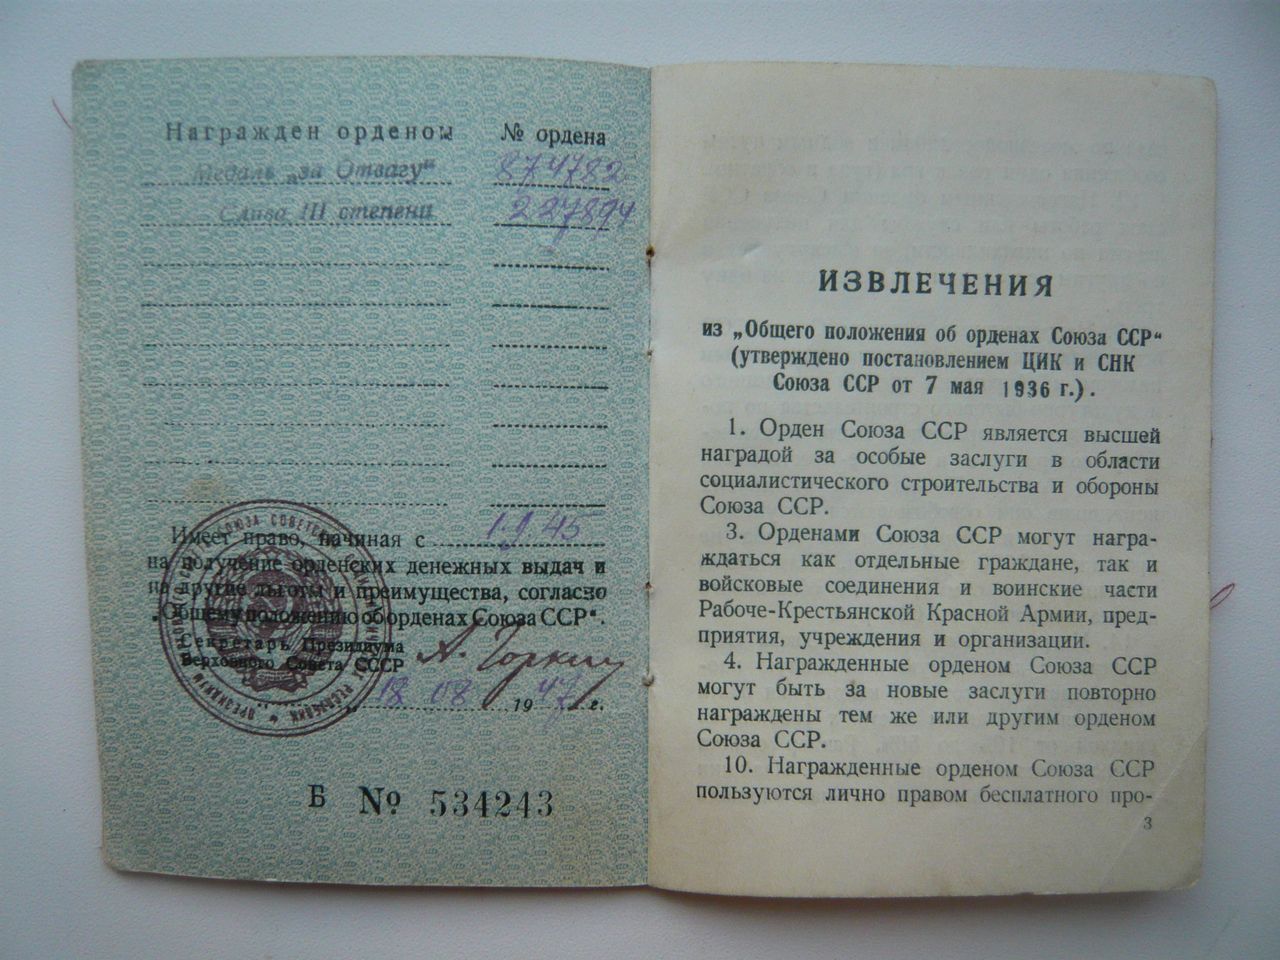 Награжден орденом № ордена
Медаль „за Отвагу“ 874782
Слава III степени 227894
Имеет право, начиная с 1.9.45
на получение орденских денежных выдач и
на другие льготы и преимущества, согласно
„Общему положению об орденах Союза ССР“.
Секретарь Президиума
Верховного Совета СССР А. Горкин
18 08 1947 г.
Б № 534243
ИЗВЛЕЧЕНИЯ
из „Общего положения об орденах Союза ССР“
(утверждено постановлением ЦИК и СНК
Союза ССР от 7 мая 1936 г.).
1. Орден Союза ССР является высшей
наградой за особые заслуги в области
социалистического строительства и обороны
Союза ССР.
3. Орденами Союза ССР могут награ-
ждаться как отдельные граждане, так и
войсковые соединения и воинские части
Рабоче-Крестьянской Красной Армии, пред-
приятия, учреждения и организации.
4. Награжденные орденом Союза ССР
могут быть за новые заслуги повторно
награждены тем же или другим орденом
Союза ССР.
10. Награжденные орденом Союза ССР
пользуются лично правом бесплатного про-
3